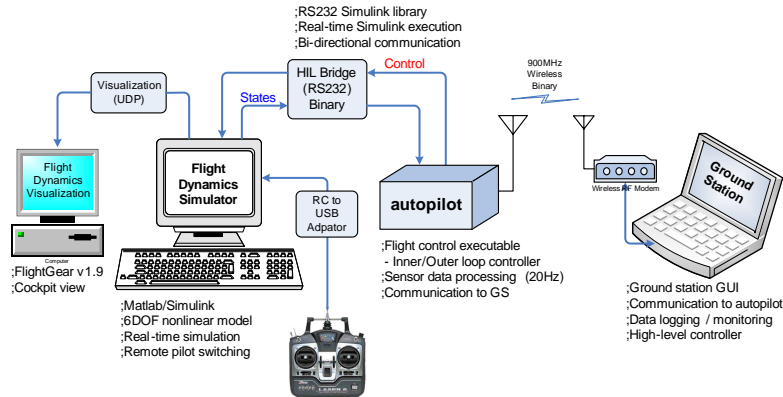 ;RS232 Simulink library
;Real-time Simulink execution
;Bi-directional communication
Control
HIL Bridge
(RS232)
Binary
States
900MHz
Wireless
Binary
Visualization
(UDP)
Flight
Dynamics
Visualization
Computer
;FlightGear v1.9
;Cockpit view
Flight
Dynamics
Simulator
RC to
USB
Adpator
;Matlab/Simulink
;6DOF nonlinear model
;Real-time simulation
;Remote pilot switching
autopilot
;Flight control executable
- Inner/Outer loop controller
;Sensor data processing (20Hz)
;Communication to GS
Wireless RF Modem
Ground
Station
;Ground station GUI
;Communication to autopilot
;Data logging / monitoring
;High-level controller